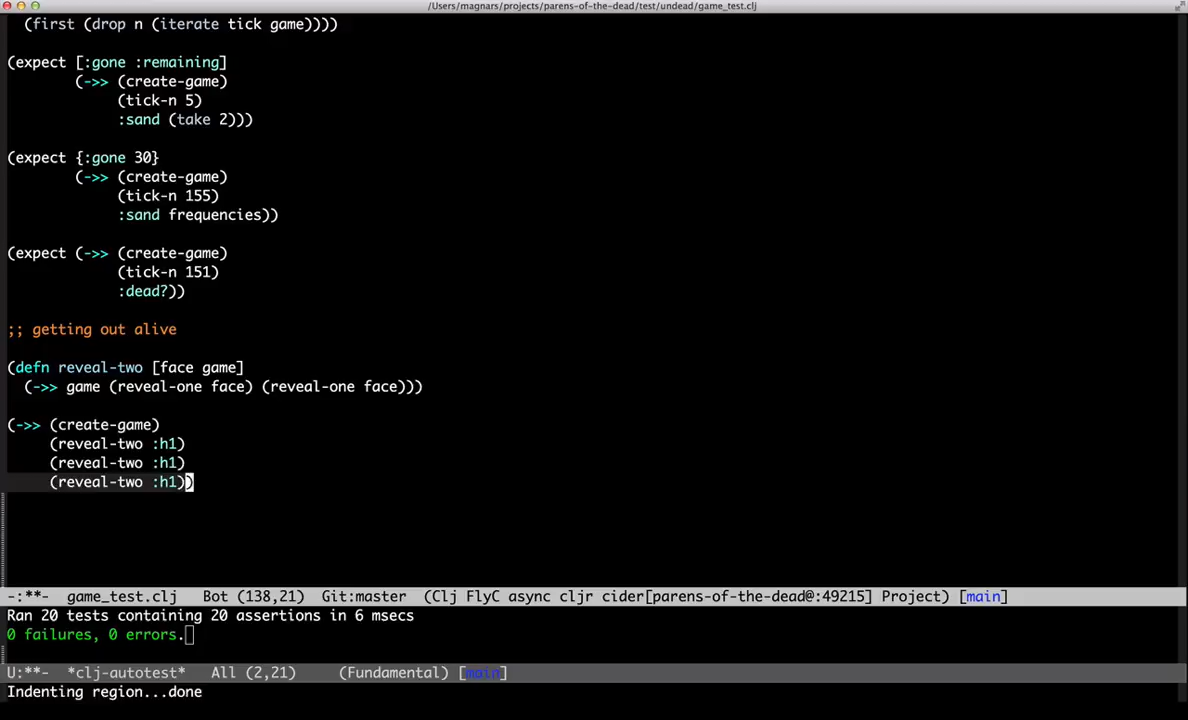 /Users/magnars/projects/parens-of-the-dead/test/undead/game_test.clj
(first (drop n (iterate tick game))))
(expect [:gone :remaining]
(->> (create-game)
(tick-n 5)
:sand (take 2)))
(expect {:gone 30}
(->> (create-game)
(tick-n 155)
:sand frequencies))
(expect (->> (create-game)
(tick-n 151)
:dead?))
;; getting out alive
(defn reveal-two [face game]
(->> game (reveal-one face) (reveal-one face)))
(->> (create-game)
(reveal-two :h1)
(reveal-two :h1)
(reveal-two :h1))
-:**-  game_test.clj   Bot (138,21)  Git:master  (Clj FlyC async cljr cider[parens-of-the-dead@:49215] Project) [main]
Ran 20 tests containing 20 assertions in 6 msecs
0 failures, 0 errors.
U:**-  *clj-autotest*   All (2,21)   (Fundamental) [main]
Indenting region...done